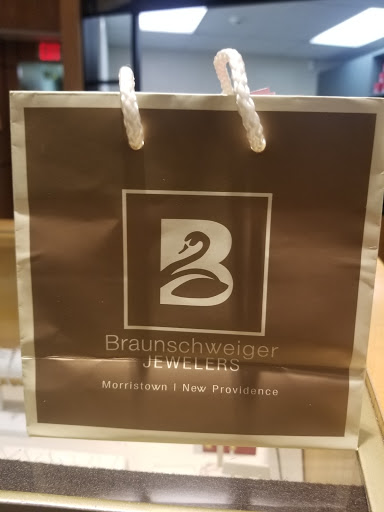 B
Braunschweiger
JEWELERS
Morristown | New Providence